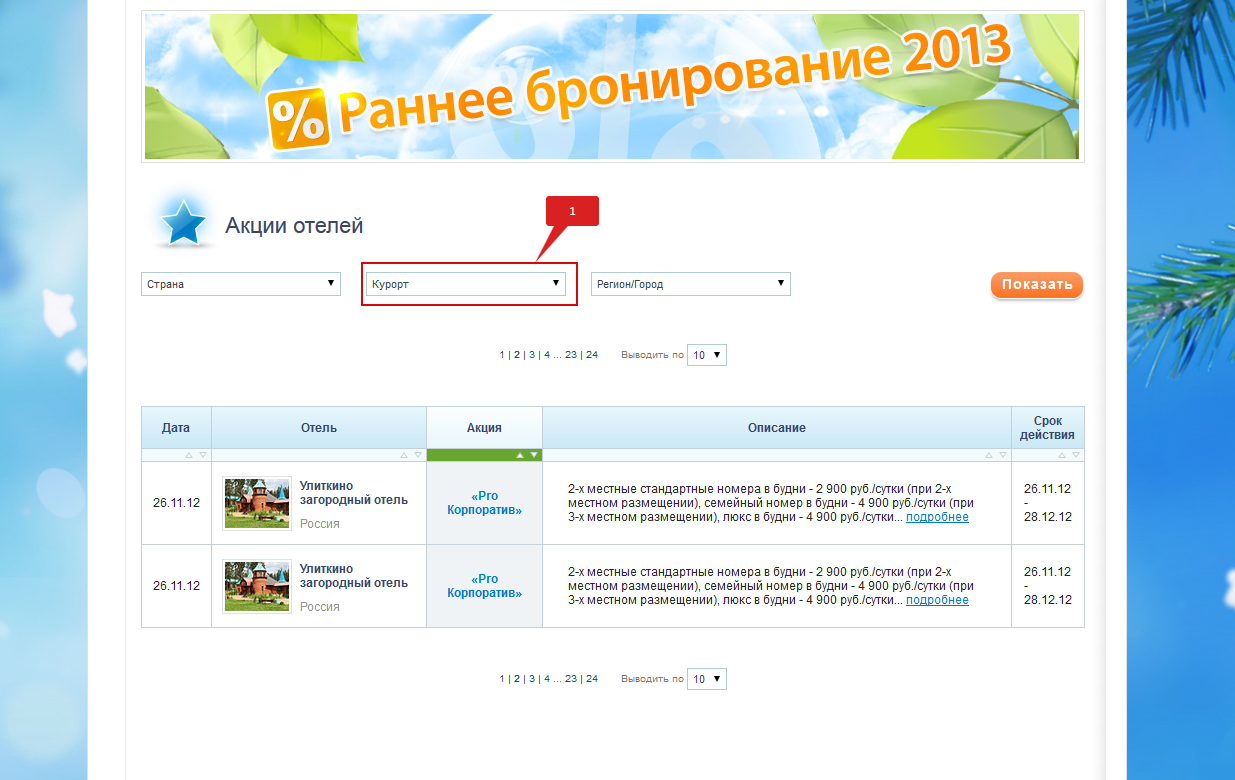 % Раннее бронирование 2013
1
Акции отелей
Страна
Курорт
Регион/Город
Показать
1 | 2 | 3 | 4 ... 23 | 24 Выводить по 10
Дата
Отель
Акция
Описание
Срок
действия
26.11.12
Улиткино
загородный отель
Россия
«Pro
Корпоратив»
2-х местные стандартные номера в будни - 2 900 руб./сутки (при 2-х
местном размещении), семейный номер в будни - 4 900 руб./сутки (при
3-х местном размещении), люкс в будни - 4 900 руб./сутки... подробнее
26.11.12
-
28.12.12
26.11.12
Улиткино
загородный отель
Россия
«Pro
Корпоратив»
2-х местные стандартные номера в будни - 2 900 руб./сутки (при 2-х
местном размещении), семейный номер в будни - 4 900 руб./сутки (при
3-х местном размещении), люкс в будни - 4 900 руб./сутки... подробнее
26.11.12
-
28.12.12
1 | 2 | 3 | 4 ... 23 | 24 Выводить по 10